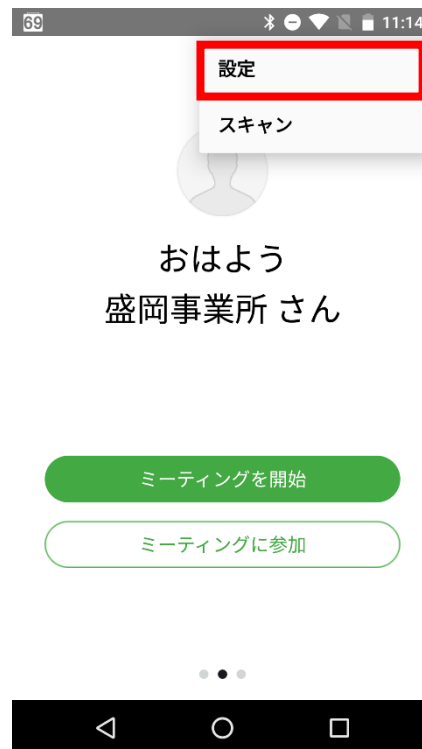 69
11:14
設定
スキャン
おはよう
盛岡事業所 さん
ミーティングを開始
ミーティングに参加